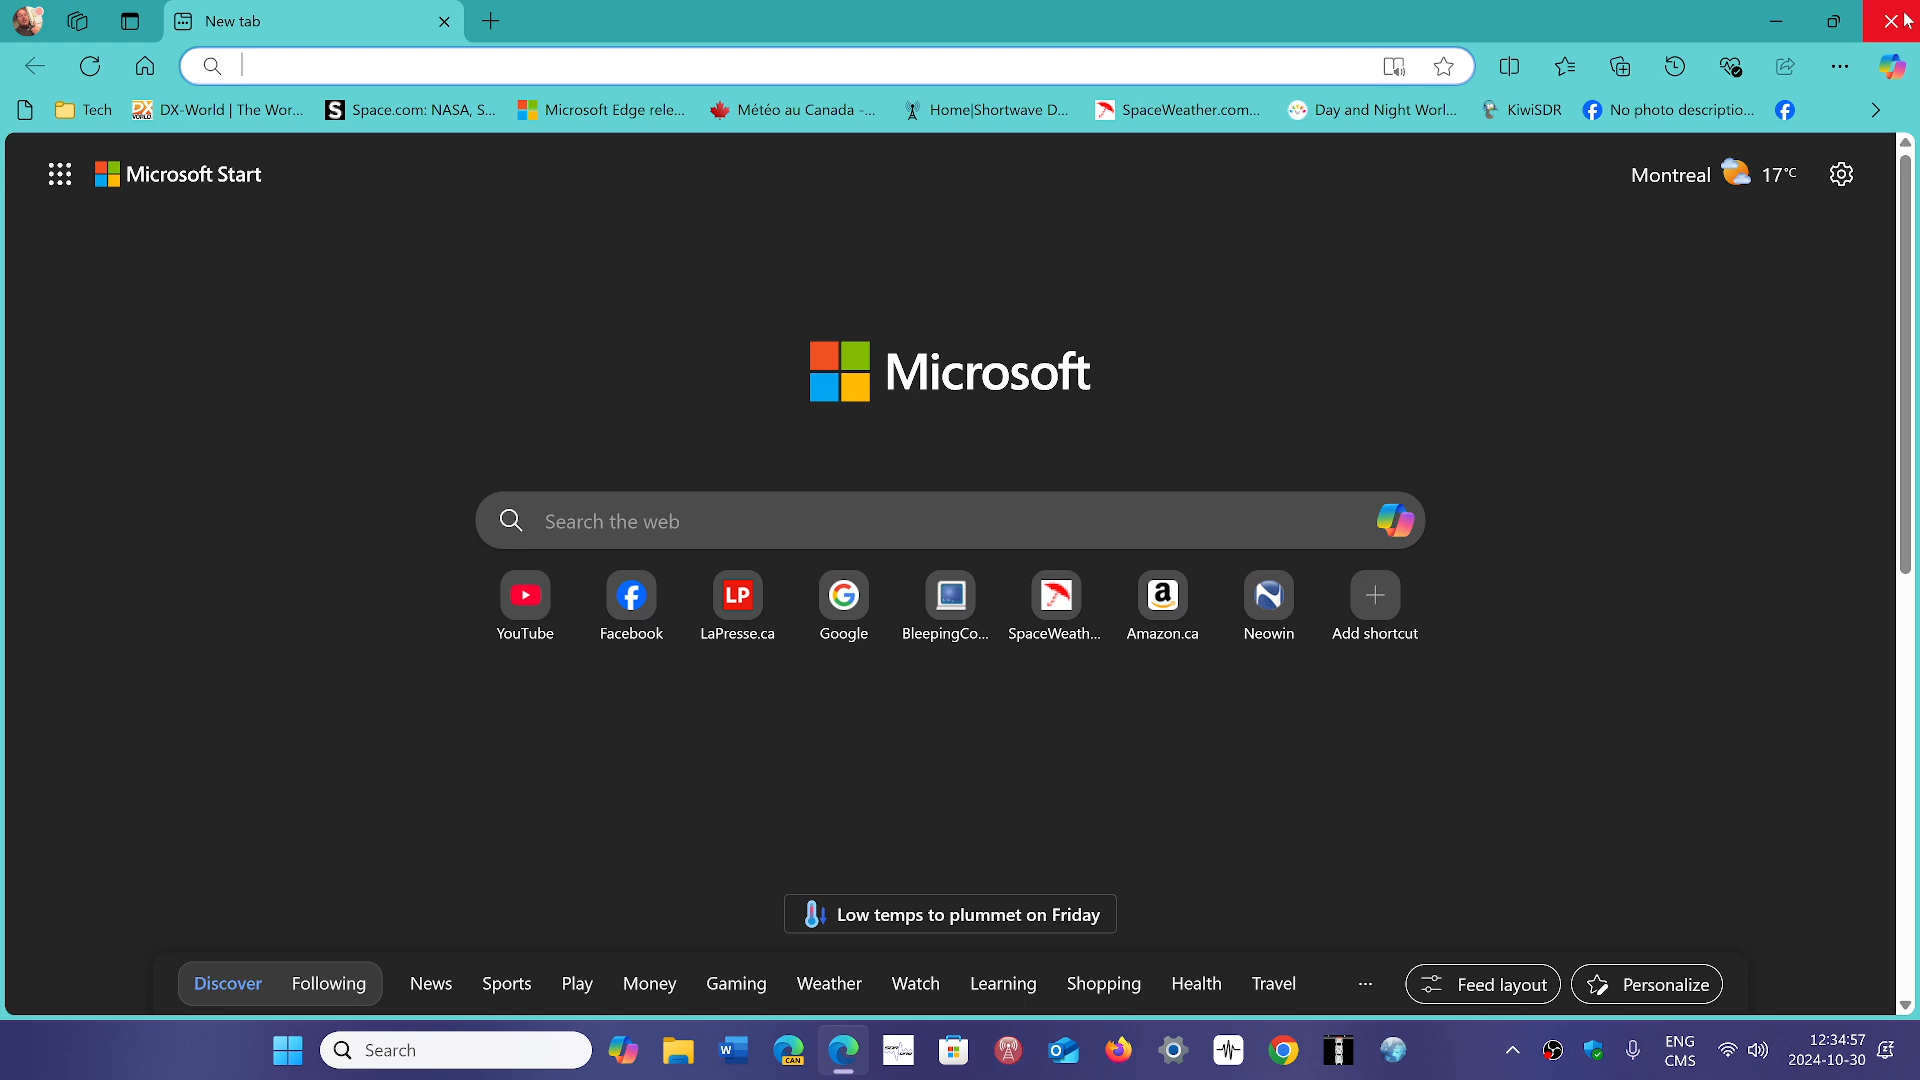 New tab
Tech
DX-World | The Wor...
Space.com: NASA, S...
Microsoft Edge rele...
Météo au Canada -...
Home|Shortwave D...
SpaceWeather.com...
Day and Night Worl...
KiwiSDR
No photo descriptio...
Microsoft Start
Montreal 17°C
Microsoft
Search the web
YouTube
Facebook
LP
LaPresse.ca
Google
BleepingCo...
SpaceWeath...
Amazon.ca
Neowin
Add shortcut
Low temps to plummet on Friday
Discover Following News Sports Play Money Gaming Weather Watch Learning Shopping Health Travel ... Feed layout Personalize
Search
CAN
ENG
CMS
12:34:57
2024-10-30